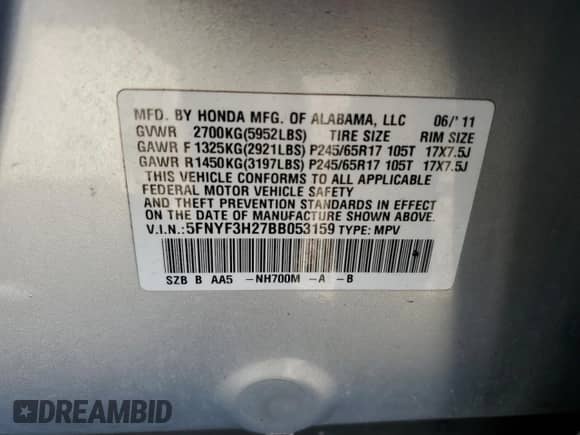 MFD. BY HONDA MFG. OF ALABAMA, LLC 06/'11
GVWR 2700KG(5952LBS) TIRE SIZE RIM SIZE
GAWR F 1325KG(2921LBS) P245/65R17 105T 17X7.5J
GAWR R 1450KG(3197LBS) P245/65R17 105T 17X7.5J
THIS VEHICLE CONFORMS TO ALL APPLICABLE
FEDERAL MOTOR VEHICLE SAFETY
AND THEFT PREVENTION STANDARDS IN EFFECT
ON THE DATE OF MANUFACTURE SHOWN ABOVE.
V.I.N.:5FNYF3H27BB053159 TYPE: MPV
SZB B AA5 -NH700M -A -B
DREAMBID